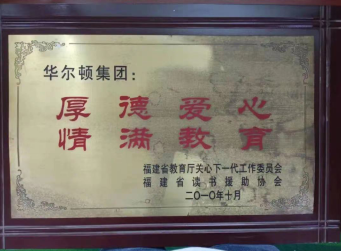 华尔顿集团：
厚德爱心
情满教育
福建省教育厅关心下一代工作委员会
福建省读书援助协会
二〇一〇年十月